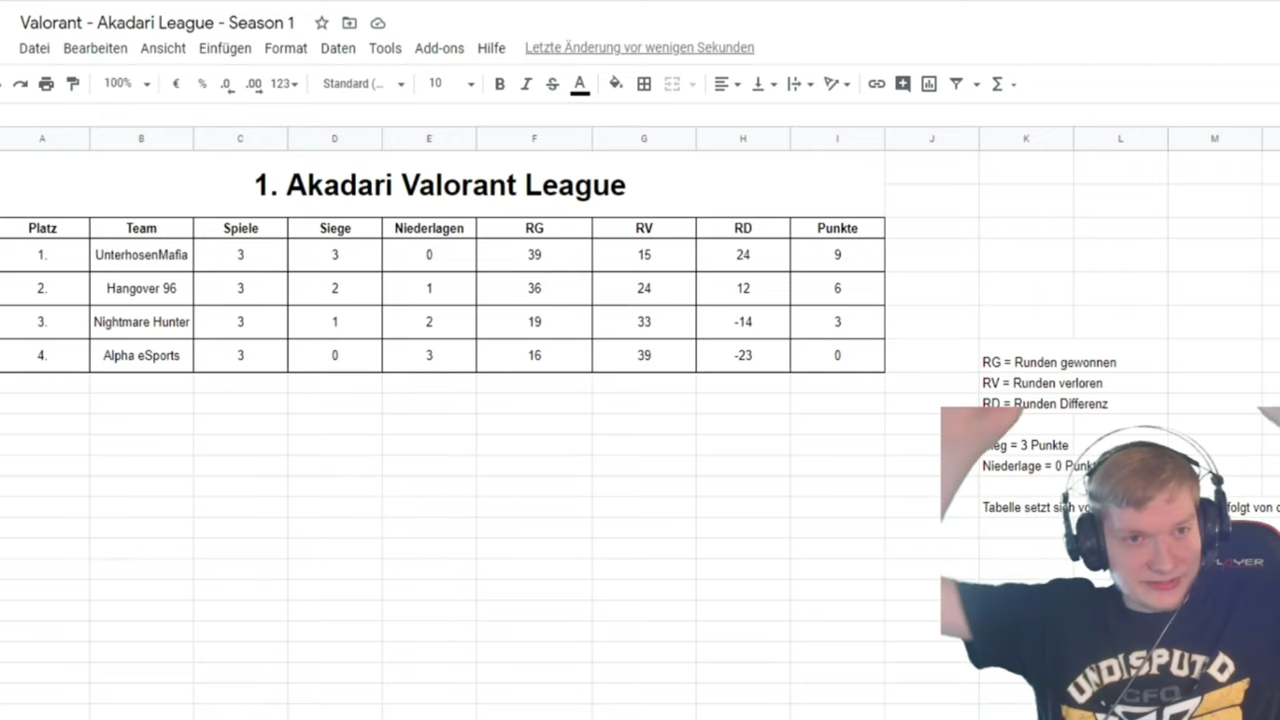 Valorant - Akadari League - Season 1
Datei Bearbeiten Ansicht Einfügen Format Daten Tools Add-ons Hilfe Letzte Änderung vor wenigen Sekunden
100% € % .0 .00 123 Standard (... 10 B I S A
A B C D E F G H I J K L M
1. Akadari Valorant League
Platz Team Spiele Siege Niederlagen RG RV RD Punkte
1. UnterhosenMafia 3 3 0 39 15 24 9
2. Hangover 96 3 2 1 36 24 12 6
3. Nightmare Hunter 3 1 2 19 33 -14 3
4. Alpha eSports 3 0 3 16 39 -23 0
RG = Runden gewonnen
RV = Runden verloren
RD = Runden Differenz
= 3 Punkte
Niederlage = 0
Tabelle setzt sich folgt von
UNDISPUTD
CFO